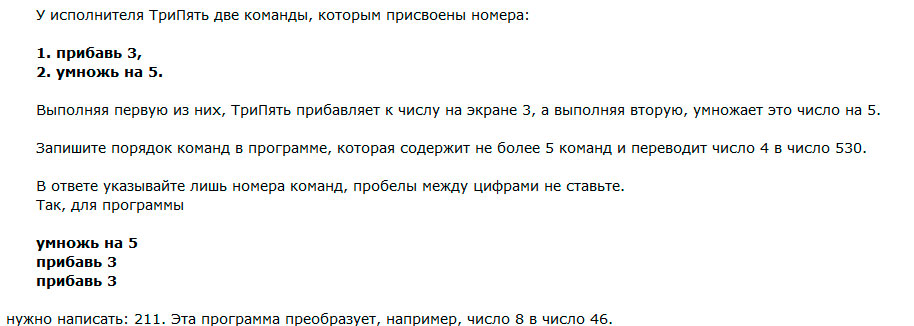 У исполнителя ТриПять две команды, которым присвоены номера:
1. прибавь 3,
2. умножь на 5.
Выполняя первую из них, ТриПять прибавляет к числу на экране 3, а выполняя вторую, умножает это число на 5.
Запишите порядок команд в программе, которая содержит не более 5 команд и переводит число 4 в число 530.
В ответе указывайте лишь номера команд, пробелы между цифрами не ставьте.
Так, для программы
умножь на 5
прибавь 3
прибавь 3
нужно написать: 211. Эта программа преобразует, например, число 8 в число 46.